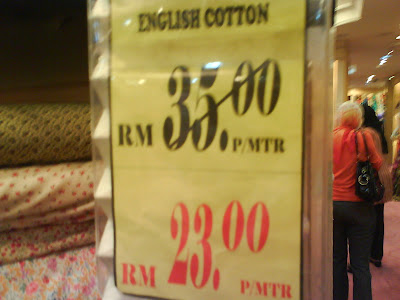 ENGLISH COTTON
RM 35.00 P/MTR
RM 23.00 P/MTR